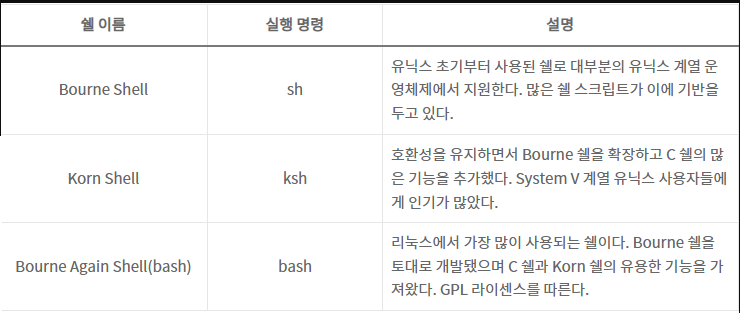 쉘 이름 실행 명령 설명
Bourne Shell sh 유닉스 초기부터 사용된 쉘로 대부분의 유닉스 계열 운
영체제에서 지원한다. 많은 쉘 스크립트가 이에 기반을
두고 있다.
Korn Shell ksh 호환성을 유지하면서 Bourne 쉘을 확장하고 C 쉘의 많
은 기능을 추가했다. System V 계열 유닉스 사용자들에
게 인기가 많았다.
Bourne Again Shell(bash) bash 리눅스에서 가장 많이 사용되는 쉘이다. Bourne 쉘을
토대로 개발됐으며 C 쉘과 Korn 쉘의 유용한 기능을 가
져왔다. GPL 라이센스를 따른다.